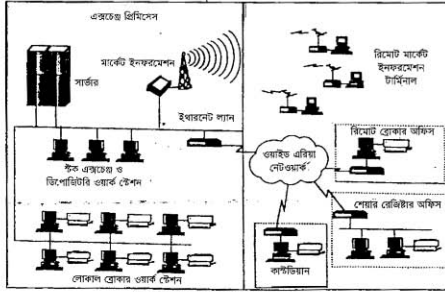 এক্সচেঞ্জ প্রিমিসেস
সার্ভার
মার্কেট ইনফরমেশন
ইথারনেট ল্যান
স্টক এক্সচেঞ্জ ও
ডিপোজিটরি ওয়ার্ক স্টেশন
লোকাল ব্রোকার ওয়ার্ক স্টেশন
রিমোট মার্কেট
ইনফরমেশন
টার্মিনাল
রিমোট ব্রোকার অফিস
ওয়াইড এরিয়া
নেটওয়ার্ক
শেয়ার রেজিষ্টার অফিস
কাস্টডিয়ান